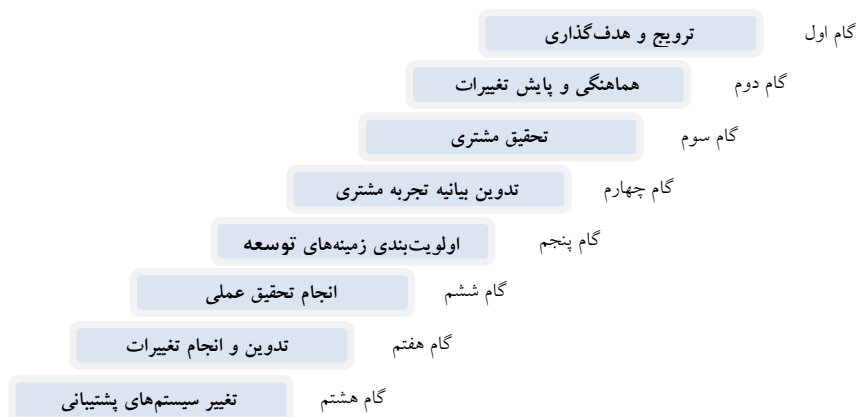 گام اول ترویج و هدف‌گذاری
گام دوم هماهنگی و پایش تغییرات
گام سوم تحقیق مشتری
گام چهارم تدوین بیانیه تجربه مشتری
گام پنجم اولویت‌بندی زمینه‌های توسعه
گام ششم انجام تحقیق عملی
گام هفتم تدوین و انجام تغییرات
گام هشتم تغییر سیستم‌های پشتیبانی